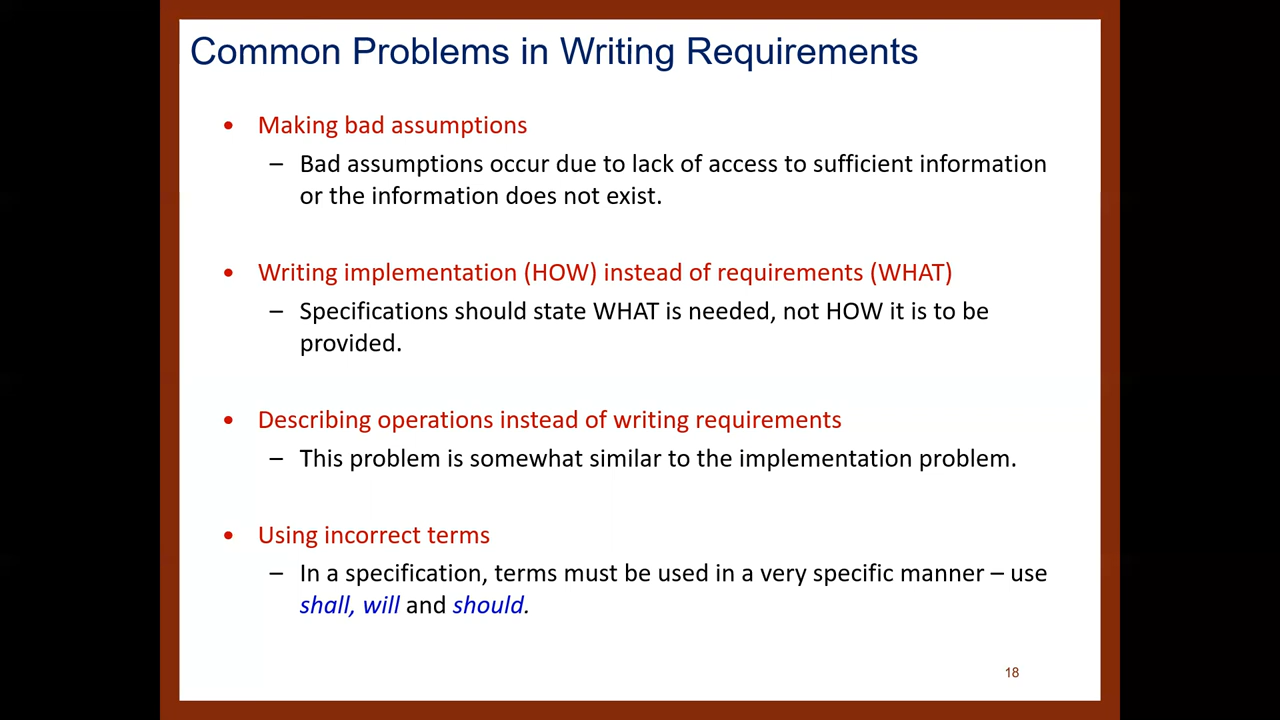 Common Problems in Writing Requirements
• Making bad assumptions
– Bad assumptions occur due to lack of access to sufficient information
or the information does not exist.
• Writing implementation (HOW) instead of requirements (WHAT)
– Specifications should state WHAT is needed, not HOW it is to be
provided.
• Describing operations instead of writing requirements
– This problem is somewhat similar to the implementation problem.
• Using incorrect terms
– In a specification, terms must be used in a very specific manner – use
shall, will and should.
18